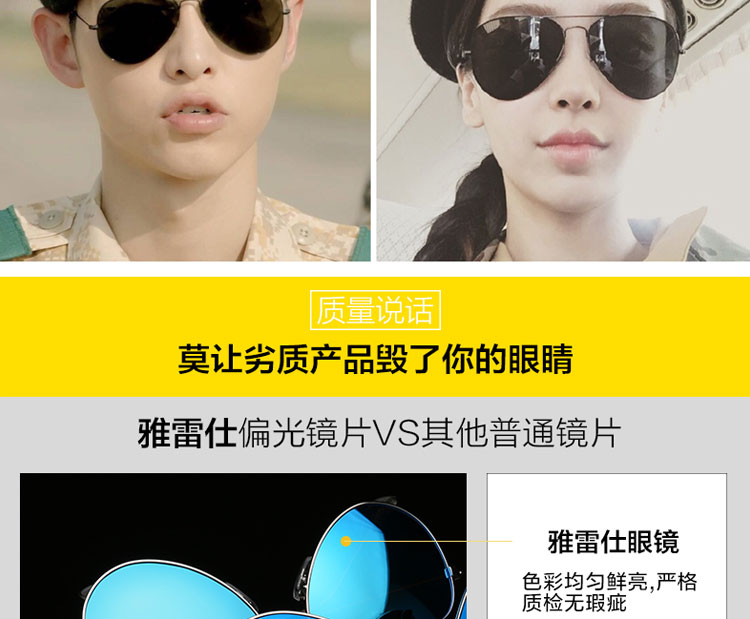 质量说话
莫让劣质产品毁了你的眼睛
雅雷仕偏光镜片VS其他普通镜片
雅雷仕眼镜
色彩均匀鲜亮,严格
质检无瑕疵